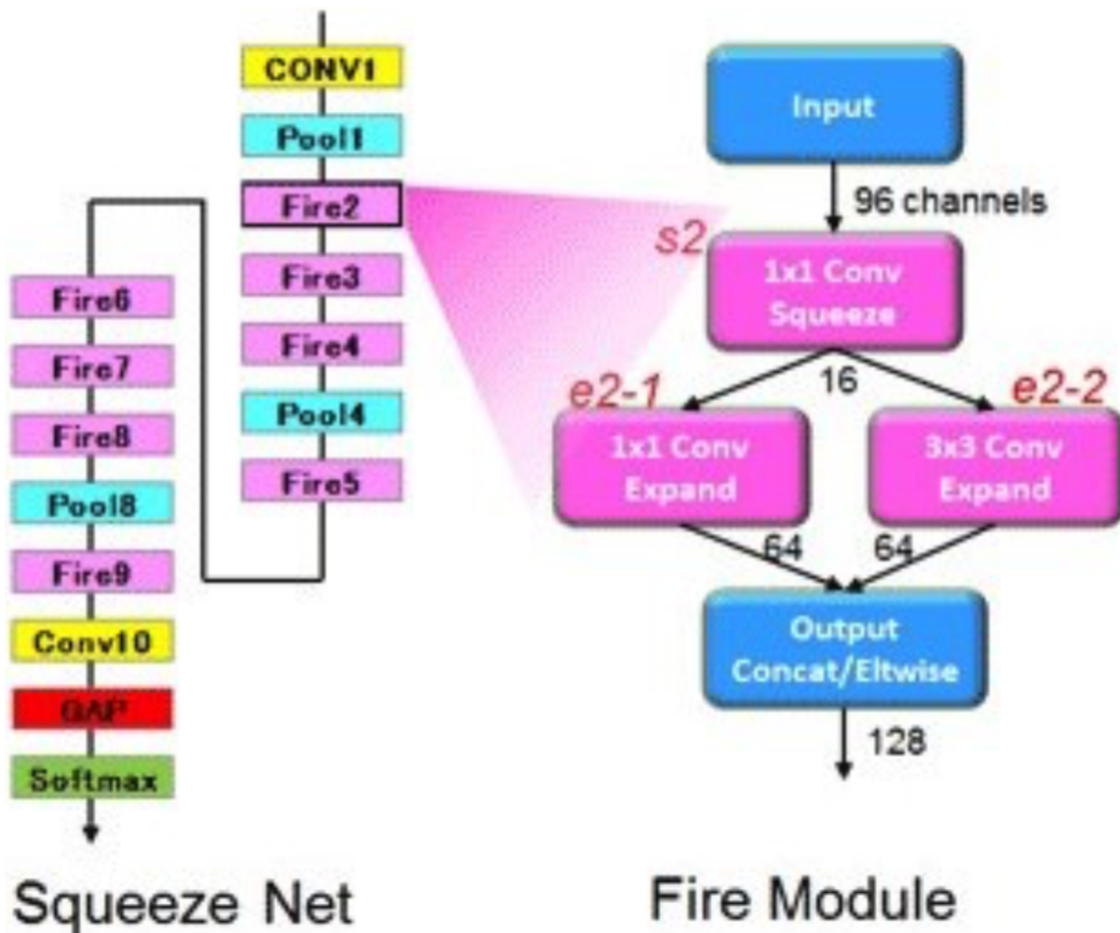 CONV1
Pool1
Fire2
Fire3
Fire4
Pool4
Fire5
Fire6
Fire7
Fire8
Pool8
Fire9
Conv10
GAP
Softmax
Squeeze Net
Input
96 channels
s2
1x1 Conv
Squeeze
16
e2-1
e2-2
1x1 Conv
Expand
3x3 Conv
Expand
64
64
Output
Concat/Eltwise
128
Fire Module